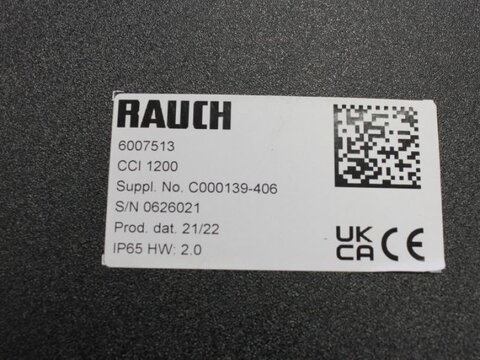 RAUCH
6007513
CCI 1200
Suppl. No. C000139-406
S/N 0626021
Prod. dat. 21/22
IP65 HW: 2.0
UK
CA CE